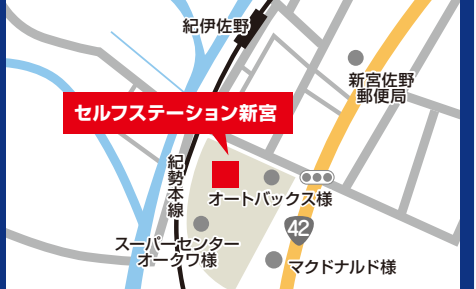 紀伊佐野
新宮佐野
郵便局
セルフステーション新宮
紀勢本線
オートバックス様
42
スーパーセンター
オークワ様
マクドナルド様